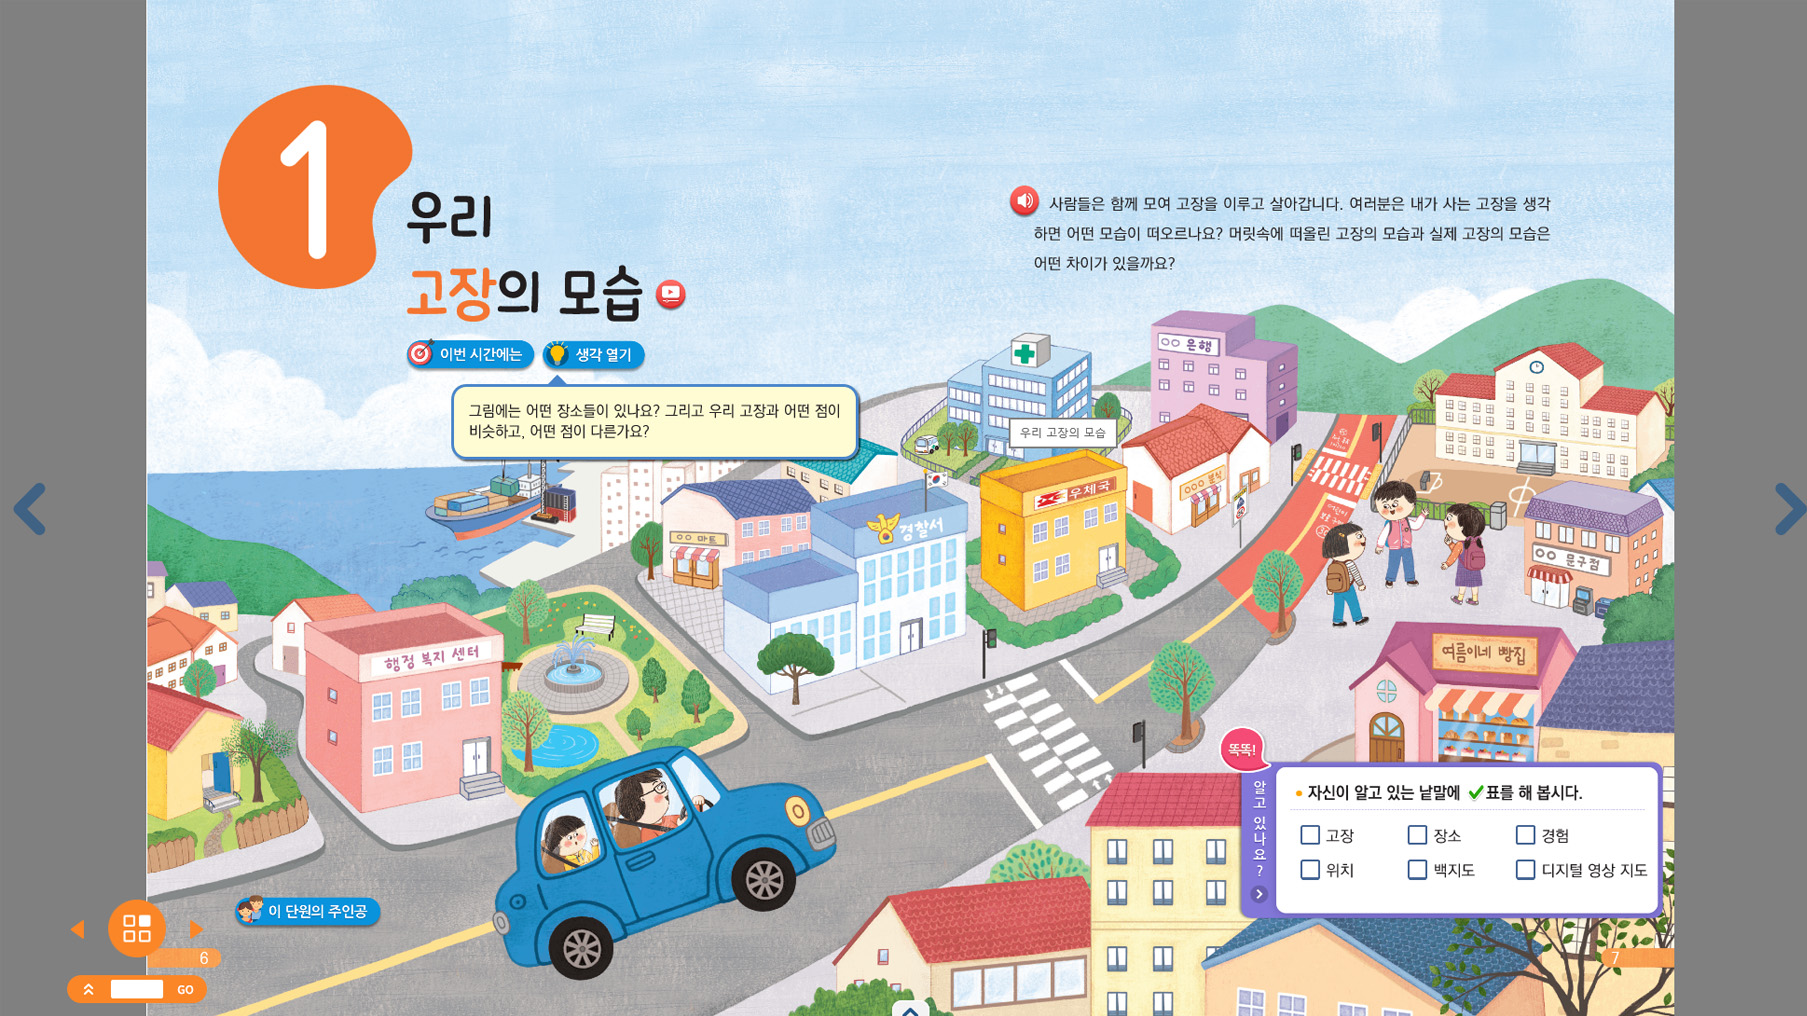 1
우리
고장의 모습
이번 시간에는
생각 열기
그림에는 어떤 장소들이 있나요? 그리고 우리 고장과 어떤 점이
비슷하고, 어떤 점이 다른가요?
사람들은 함께 모여 고장을 이루고 살아갑니다. 여러분은 내가 사는 고장을 생각
하면 어떤 모습이 떠오르나요? 머릿속에 떠올린 고장의 모습과 실제 고장의 모습은
어떤 차이가 있을까요?
○○ 은행
우리 고장의 모습
우체국
○○○ 분식
경찰서
○○ 마트
○○ 문구점
행정 복지 센터
여름이네 빵집
똑똑!
알고 있나요?
자신이 알고 있는 낱말에 ✓표를 해 봅시다.
고장 장소 경험
위치 백지도 디지털 영상 지도
이 단원의 주인공
6
7
GO